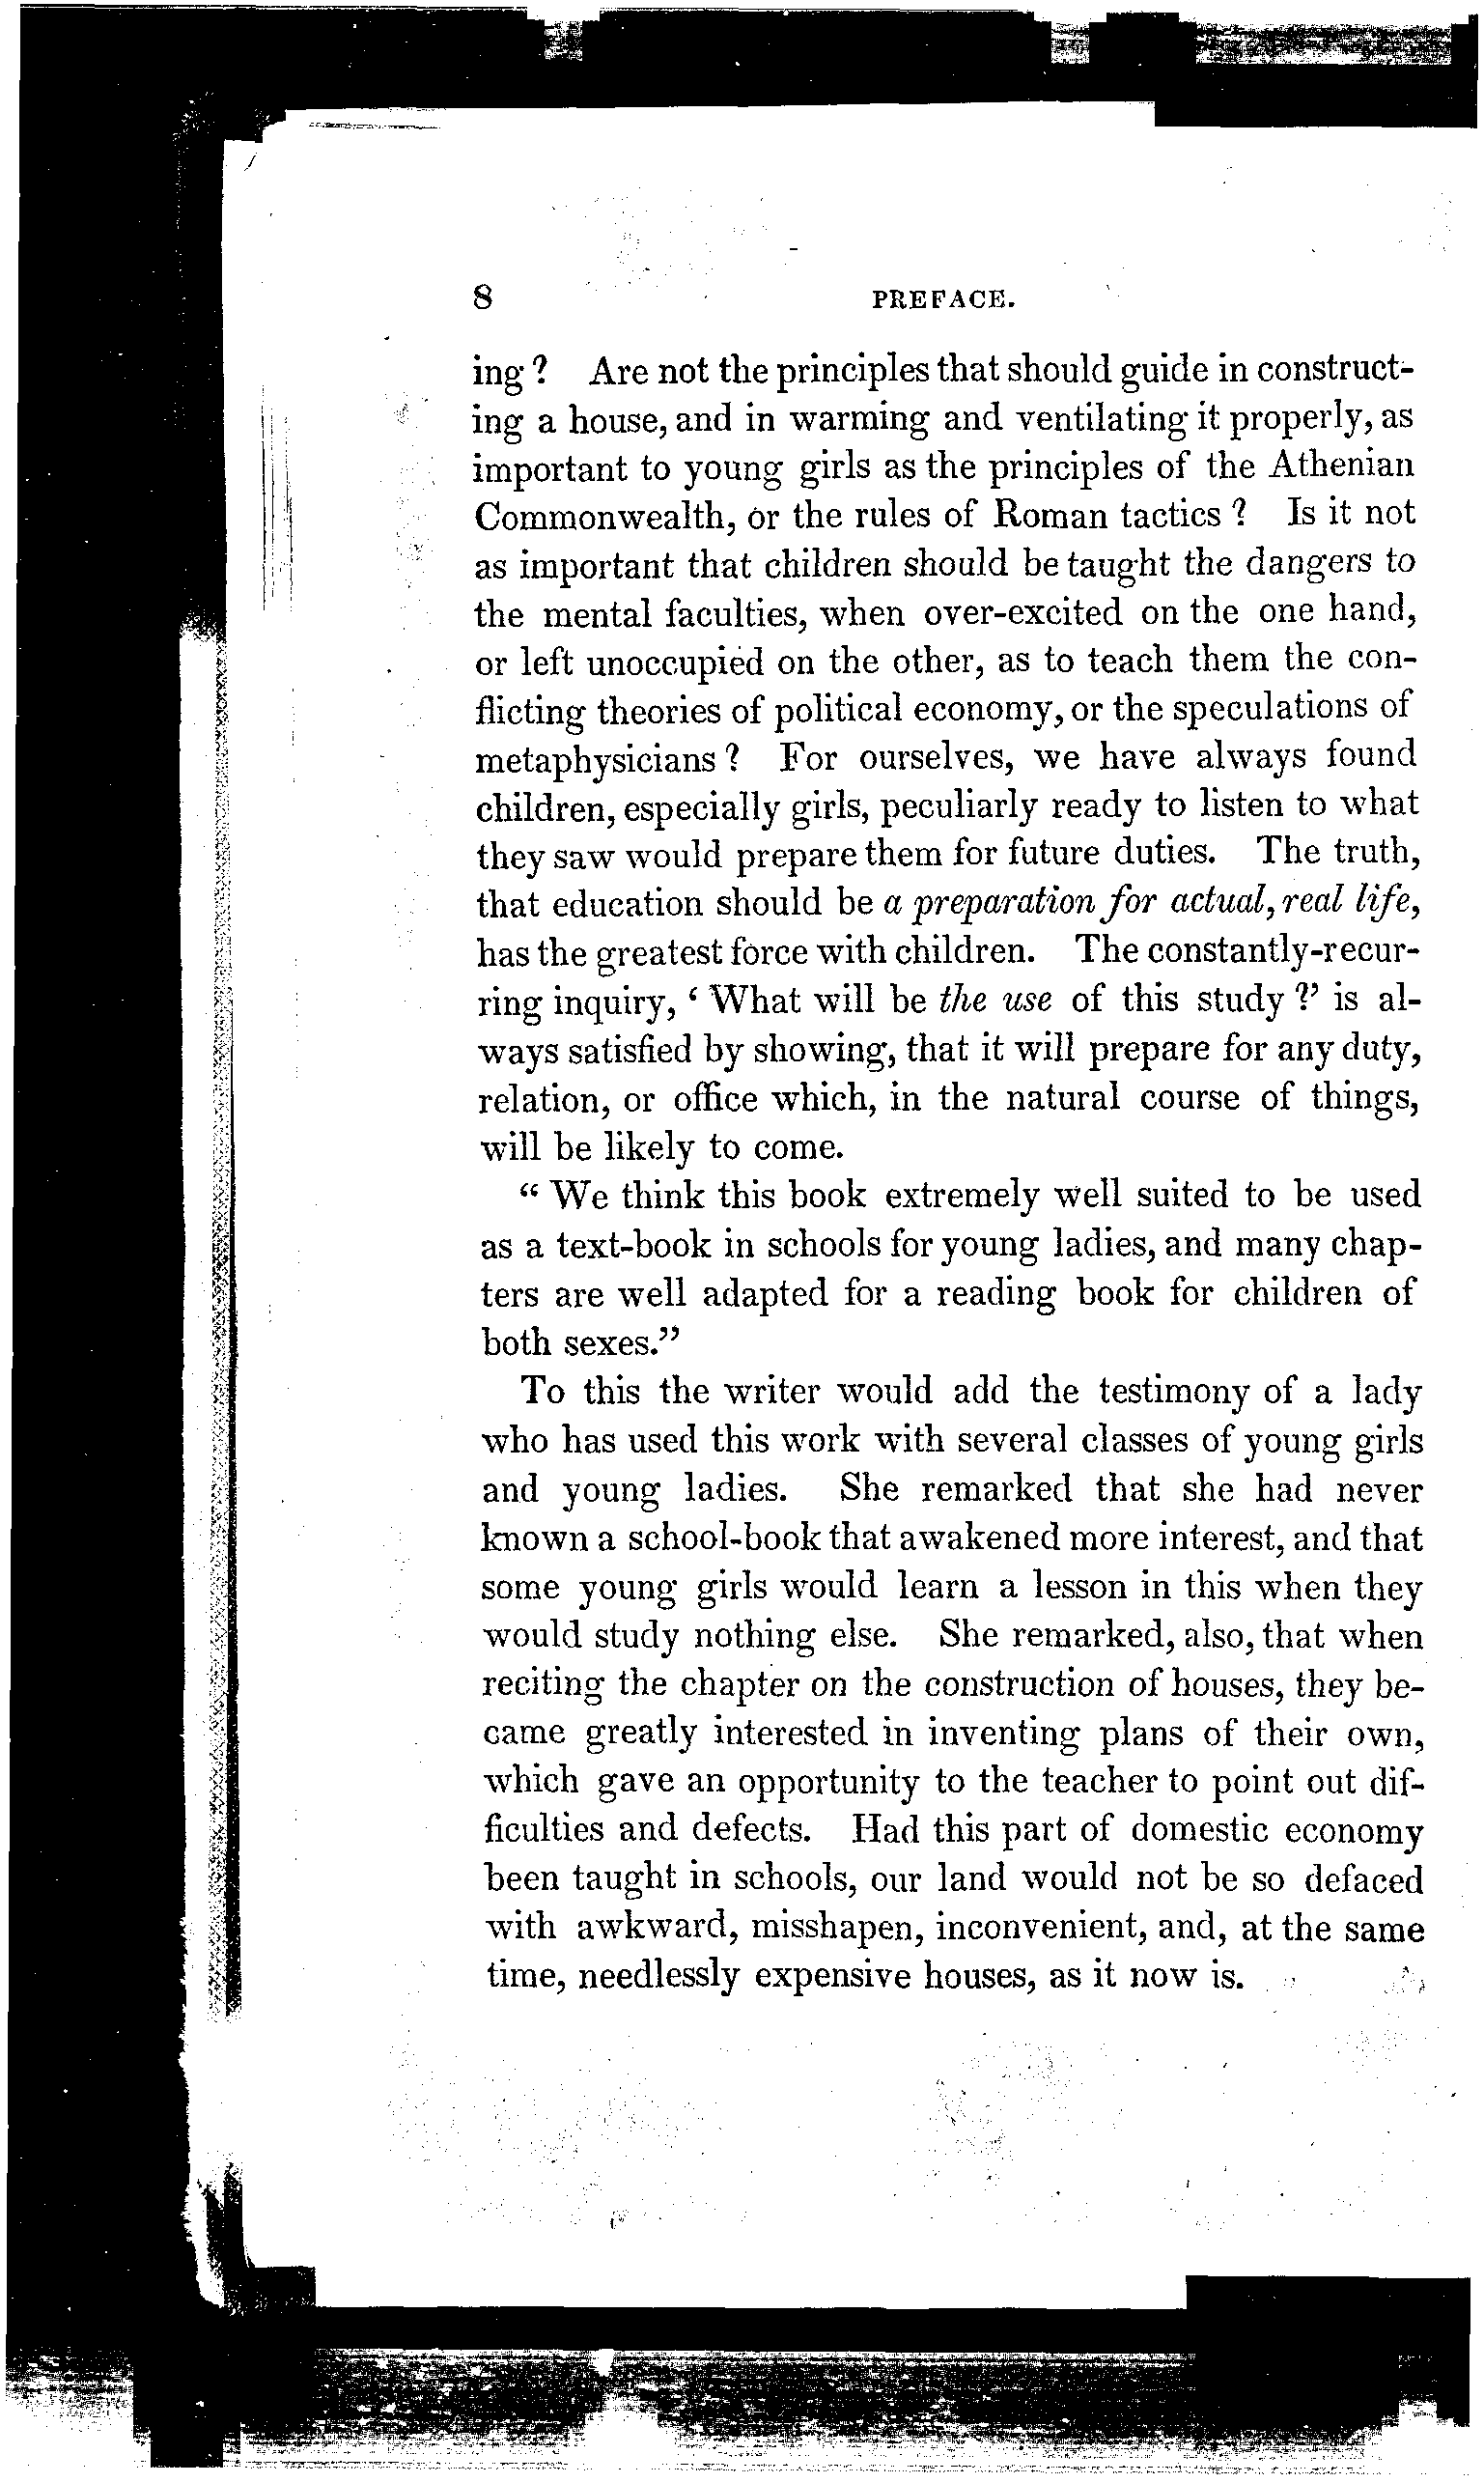 8 PREFACE.
ing? Are not the principles that should guide in construct-
ing a house, and in warming and ventilating it properly, as
important to young girls as the principles of the Athenian
Commonwealth, or the rules of Roman tactics? Is it not
as important that children should be taught the dangers to
the mental faculties, when over-excited on the one hand,
or left unoccupied on the other, as to teach them the con-
flicting theories of political economy, or the speculations of
metaphysicians? For ourselves, we have always found
children, especially girls, peculiarly ready to listen to what
they saw would prepare them for future duties. The truth,
that education should be a preparation for actual, real life,
has the greatest force with children. The constantly-recur-
ring inquiry, ‘What will be the use of this study?’ is al-
ways satisfied by showing, that it will prepare for any duty,
relation, or office which, in the natural course of things,
will be likely to come.
“We think this book extremely well suited to be used
as a text-book in schools for young ladies, and many chap-
ters are well adapted for a reading book for children of
both sexes.”
To this the writer would add the testimony of a lady
who has used this work with several classes of young girls
and young ladies. She remarked that she had never
known a school-book that awakened more interest, and that
some young girls would learn a lesson in this when they
would study nothing else. She remarked, also, that when
reciting the chapter on the construction of houses, they be-
came greatly interested in inventing plans of their own,
which gave an opportunity to the teacher to point out dif-
ficulties and defects. Had this part of domestic economy
been taught in schools, our land would not be so defaced
with awkward, misshapen, inconvenient, and, at the same
time, needlessly expensive houses, as it now is.